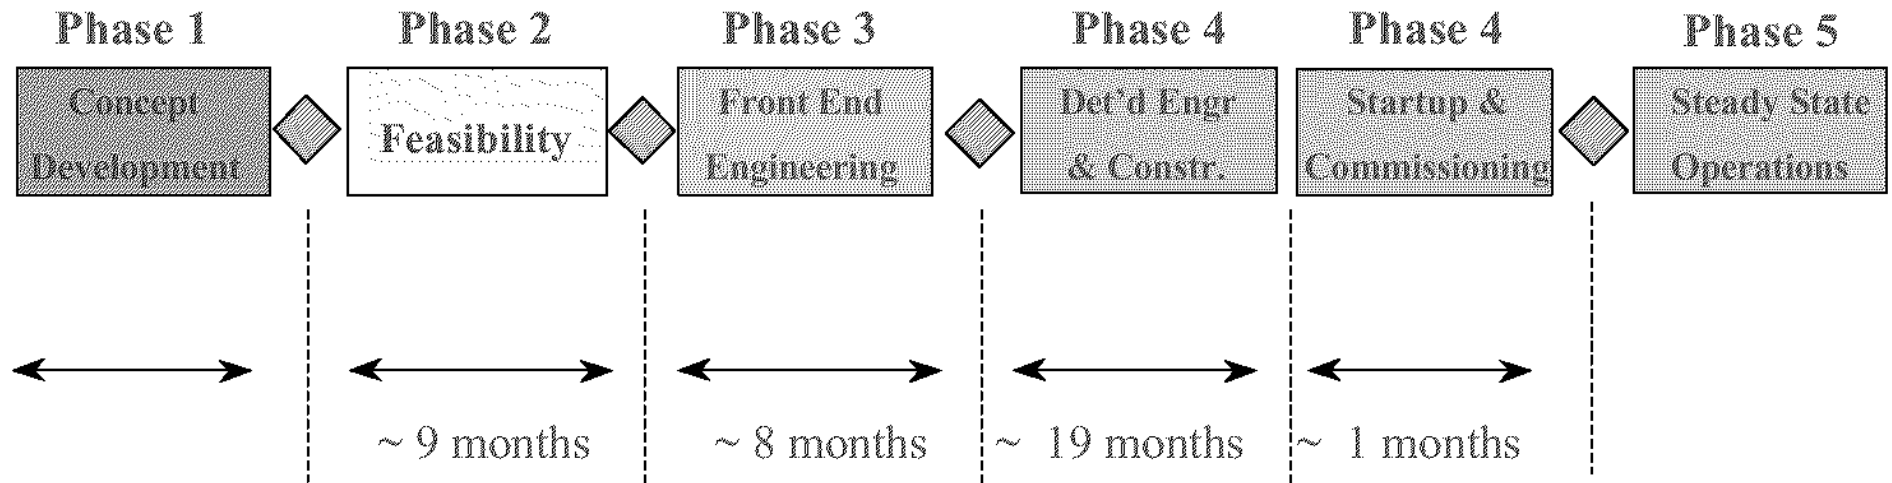 Phase 1
Phase 2
Phase 3
Phase 4
Phase 4
Phase 5
Concept
Development
Feasibility
Front End
Engineering
Det'd Engr
& Constr.
Startup &
Commissioning
Steady State
Operations
~ 9 months
~ 8 months
~ 19 months
~ 1 months